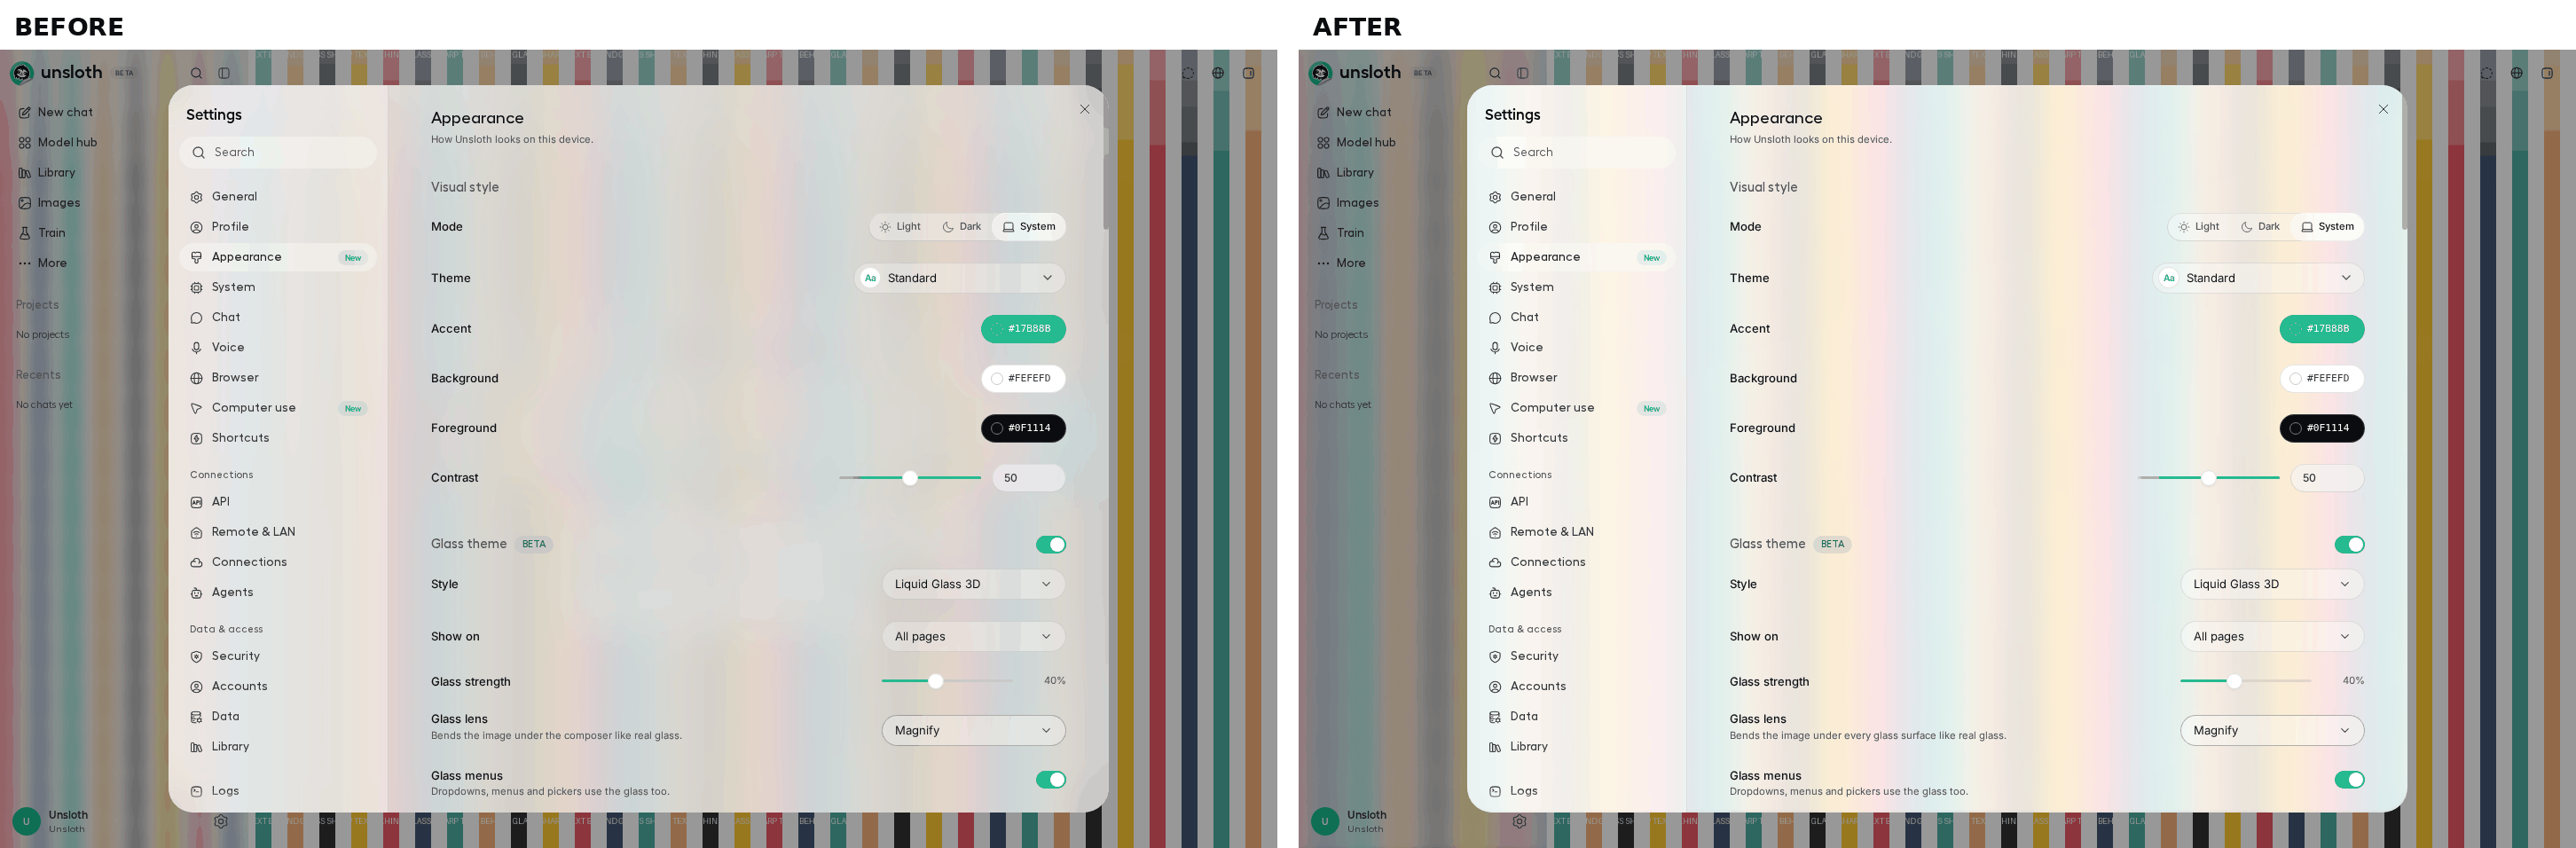 BEFORE
unsloth BETA
New chat
Model hub
Library
Images
Train
More
Projects
No projects
Recents
No chats yet
U
Unsloth
Unsloth
Settings
Search
General
Profile
Appearance New
System
Chat
Voice
Browser
Computer use New
Shortcuts
Connections
API
Remote & LAN
Connections
Agents
Data & access
Security
Accounts
Data
Library
Logs
Appearance
How Unsloth looks on this device.
Visual style
Mode Light Dark System
Theme Aa Standard
Accent #17B88B
Background #FEFEFD
Foreground #0F1114
Contrast 50
Glass theme BETA
Style Liquid Glass 3D
Show on All pages
Glass strength 40%
Glass lens Magnify
Bends the image under the composer like real glass.
Glass menus
Dropdowns, menus and pickers use the glass too.
AFTER
unsloth BETA
New chat
Model hub
Library
Images
Train
More
Projects
No projects
Recents
No chats yet
U
Unsloth
Unsloth
Settings
Search
General
Profile
Appearance New
System
Chat
Voice
Browser
Computer use New
Shortcuts
Connections
API
Remote & LAN
Connections
Agents
Data & access
Security
Accounts
Data
Library
Logs
Appearance
How Unsloth looks on this device.
Visual style
Mode Light Dark System
Theme Aa Standard
Accent #17B88B
Background #FEFEFD
Foreground #0F1114
Contrast 50
Glass theme BETA
Style Liquid Glass 3D
Show on All pages
Glass strength 40%
Glass lens Magnify
Bends the image under every glass surface like real glass.
Glass menus
Dropdowns, menus and pickers use the glass too.